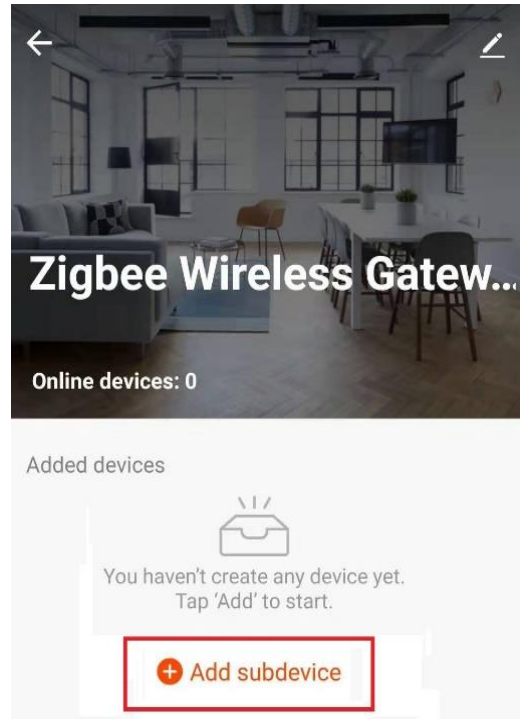 Zigbee Wireless Gatew...
Online devices: 0
Added devices
You haven't create any device yet.
Tap 'Add' to start.
Add subdevice